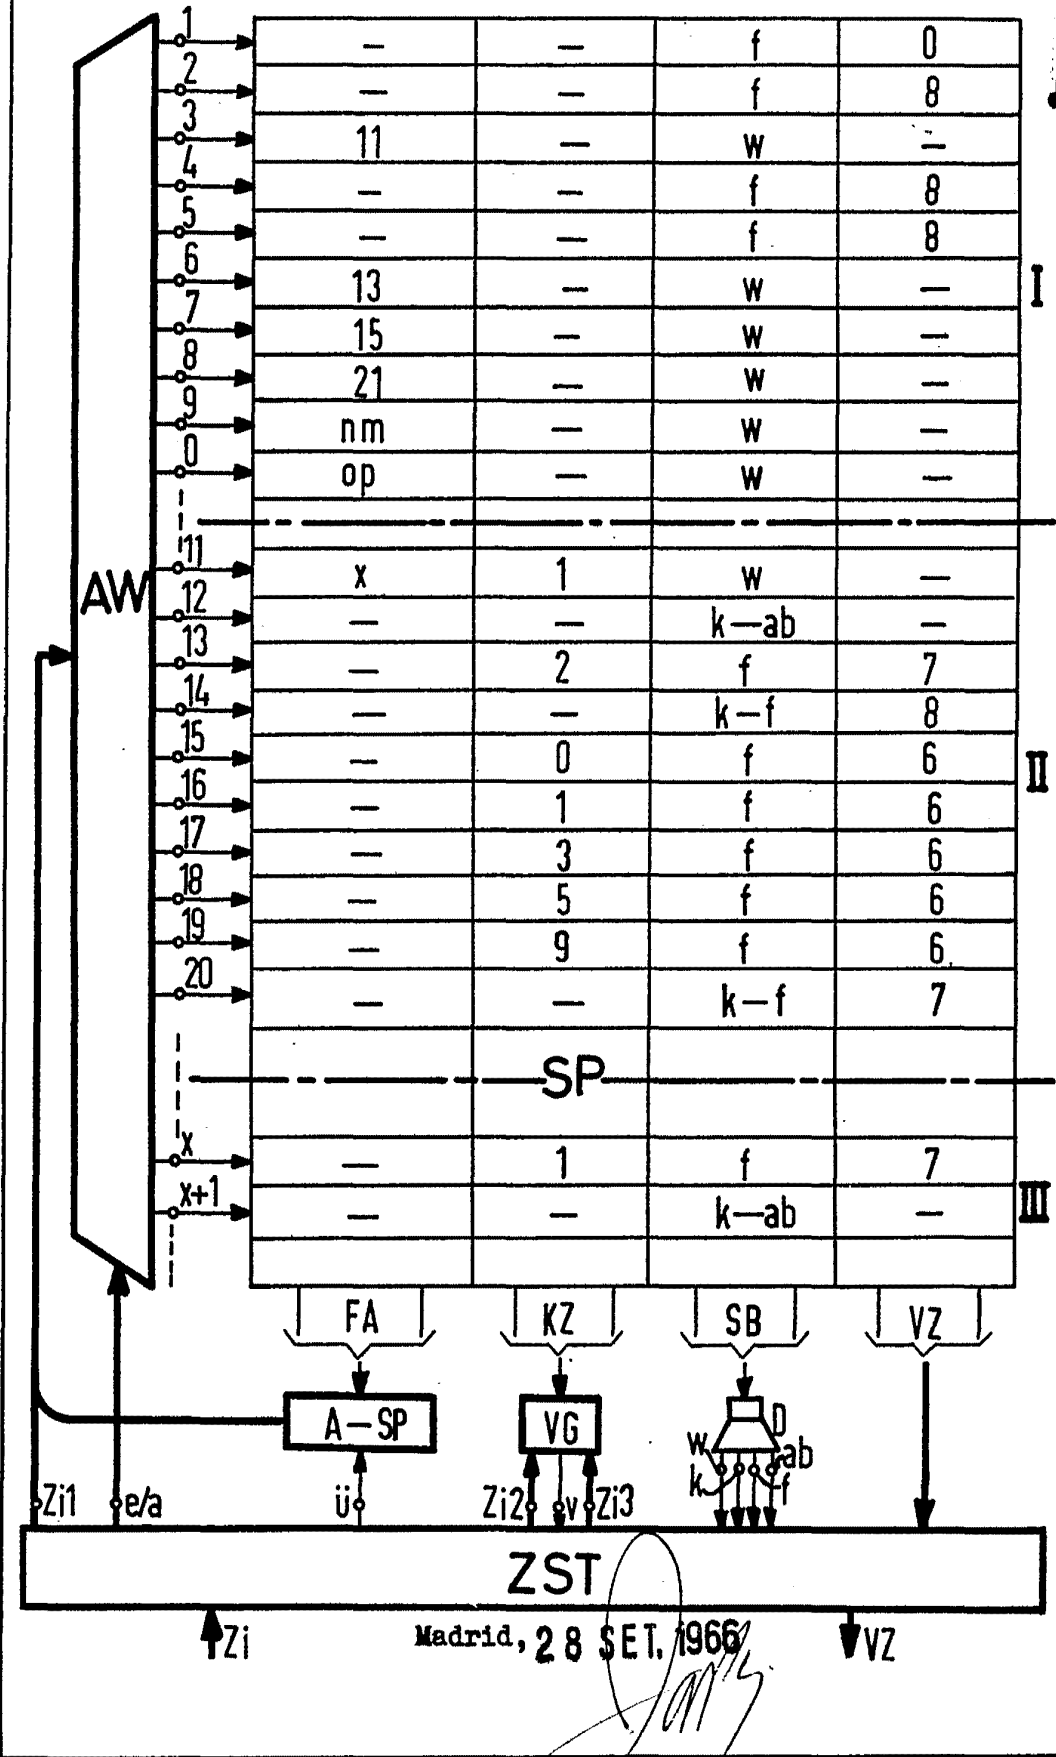 1 — — f 0
2 — — f 8
3 11 — w —
4 — — f 8
5 — — f 8
6 13 — w —
I
7 15 — w —
8 21 — w —
9 nm — w —
0 op — w —
AW
11 x 1 w —
12 — — k—ab —
13 — 2 f 7
14 — — k—f 8
15 — 0 f 6
II
16 — 1 f 6
17 — 3 f 6
18 — 5 f 6
19 — 9 f 6
20 — — k—f 7
SP
x — 1 f 7
x+1 — — k—ab —
III
FA KZ SB VZ
A—SP VG D
w ab
k f
Zi1 e/a ü Zi2 v Zi3
ZST
Zi Madrid, 28 SET. 1966 VZ